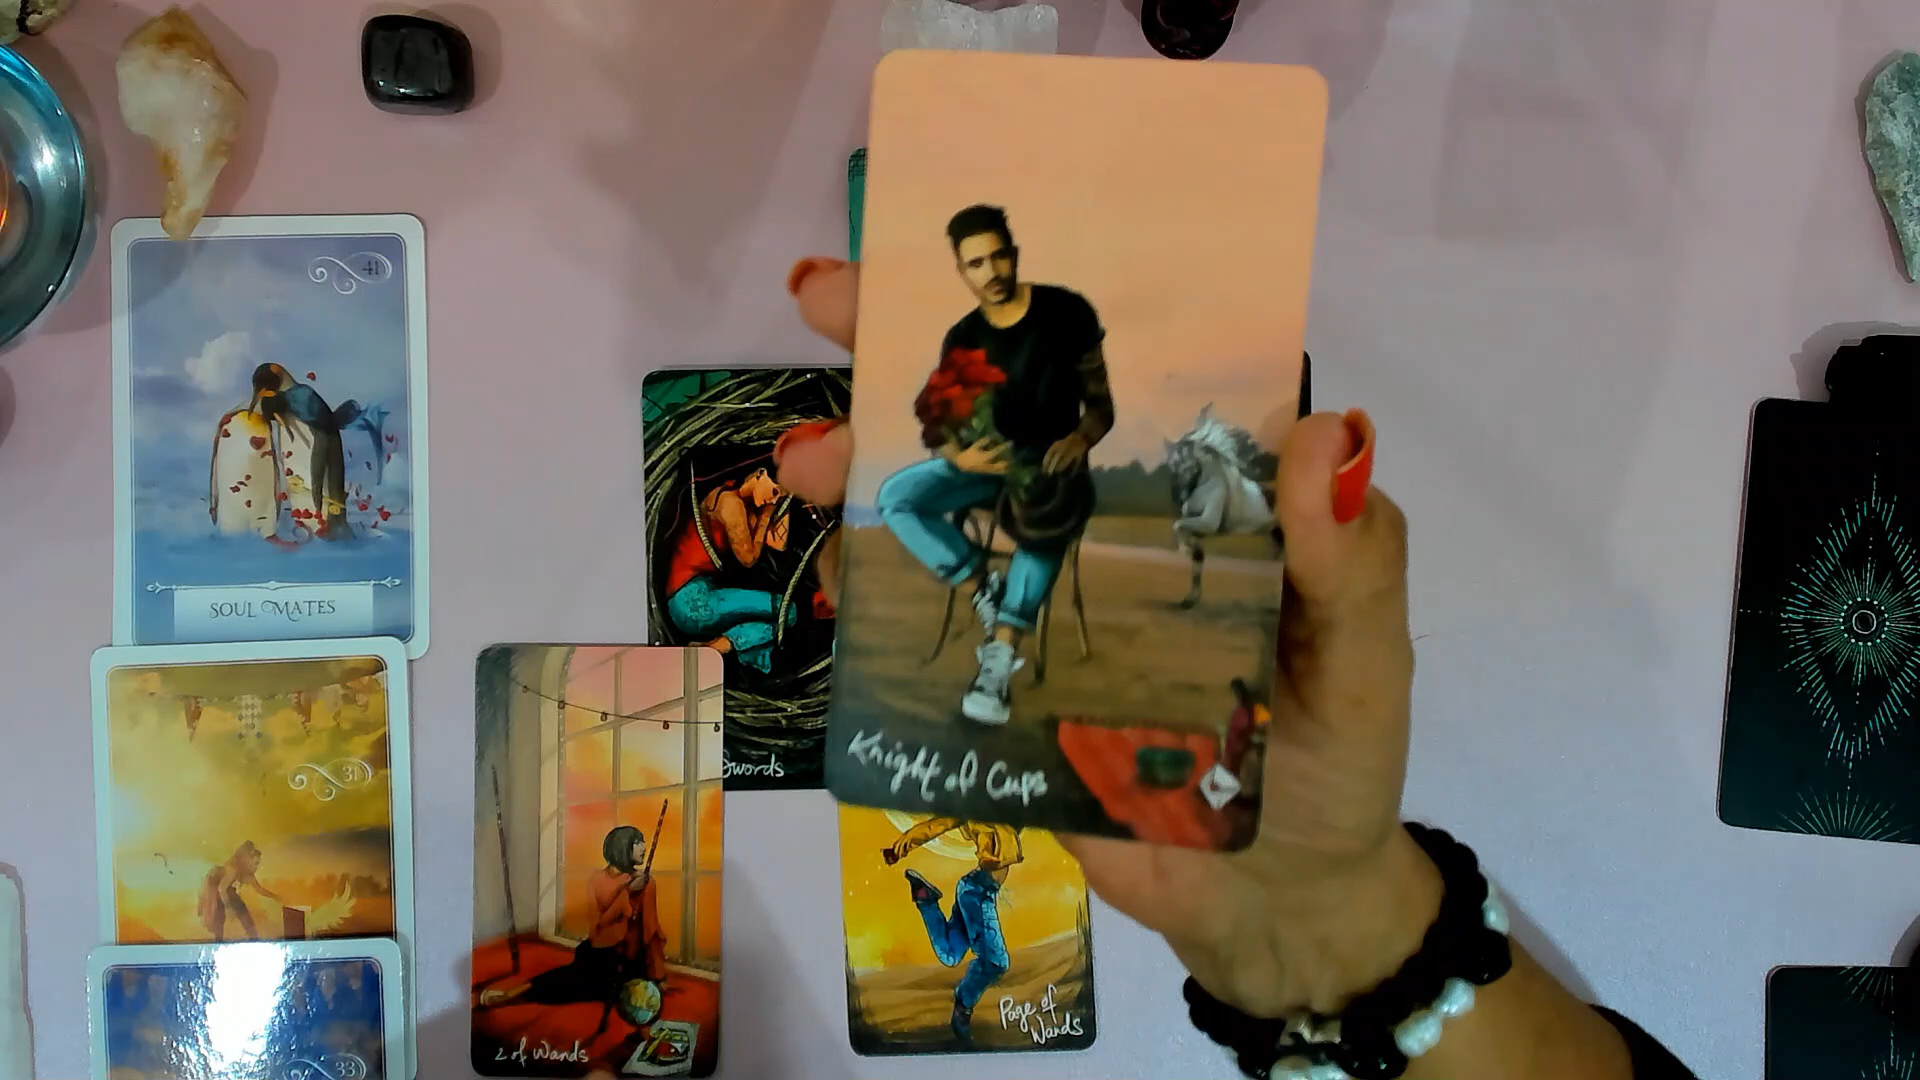 41
SOUL MATES
31
33
2 of Wands
Swords
Knight of Cups
Page of
Wands